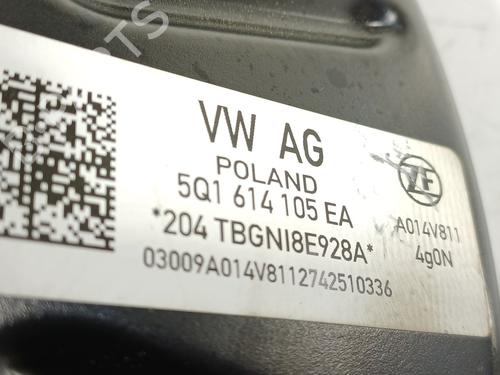 VW AG
POLAND
5Q1 614 105 EA
*204 TBGNI8E928A*
03009A014V8112742510336
ZF
A014V811
4g0N